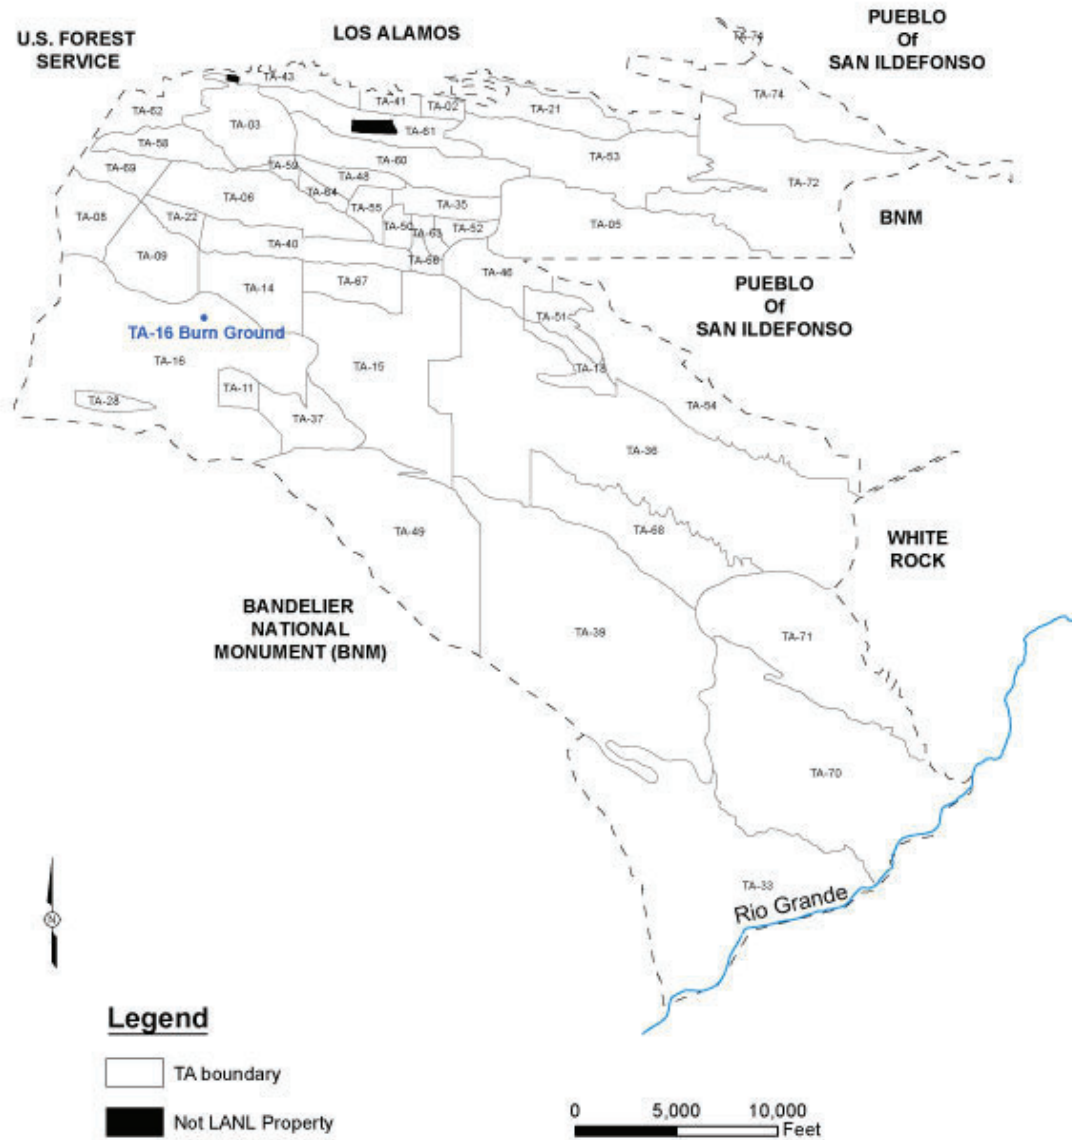 PUEBLO
Of
SAN ILDEFONSO
U.S. FOREST
SERVICE
LOS ALAMOS
TA-74
TA-43
TA-74
TA-62
TA-41
TA-02
TA-21
TA-03
TA-61
TA-58
TA-53
TA-59
TA-60
TA-69
TA-48
TA-72
TA-64
TA-06
TA-55
TA-35
TA-08
TA-22
BNM
TA-50
TA-63
TA-52
TA-05
TA-40
TA-09
TA-66
TA-46
TA-67
TA-14
PUEBLO
Of
SAN ILDEFONSO
TA-51
TA-16 Burn Ground
TA-16
TA-15
TA-18
TA-11
TA-28
TA-54
TA-37
TA-36
TA-49
TA-68
WHITE
ROCK
BANDELIER
NATIONAL
MONUMENT (BNM)
TA-39
TA-71
TA-70
TA-33
Rio Grande
N
Legend
TA boundary
Not LANL Property
0 5,000 10,000
Feet